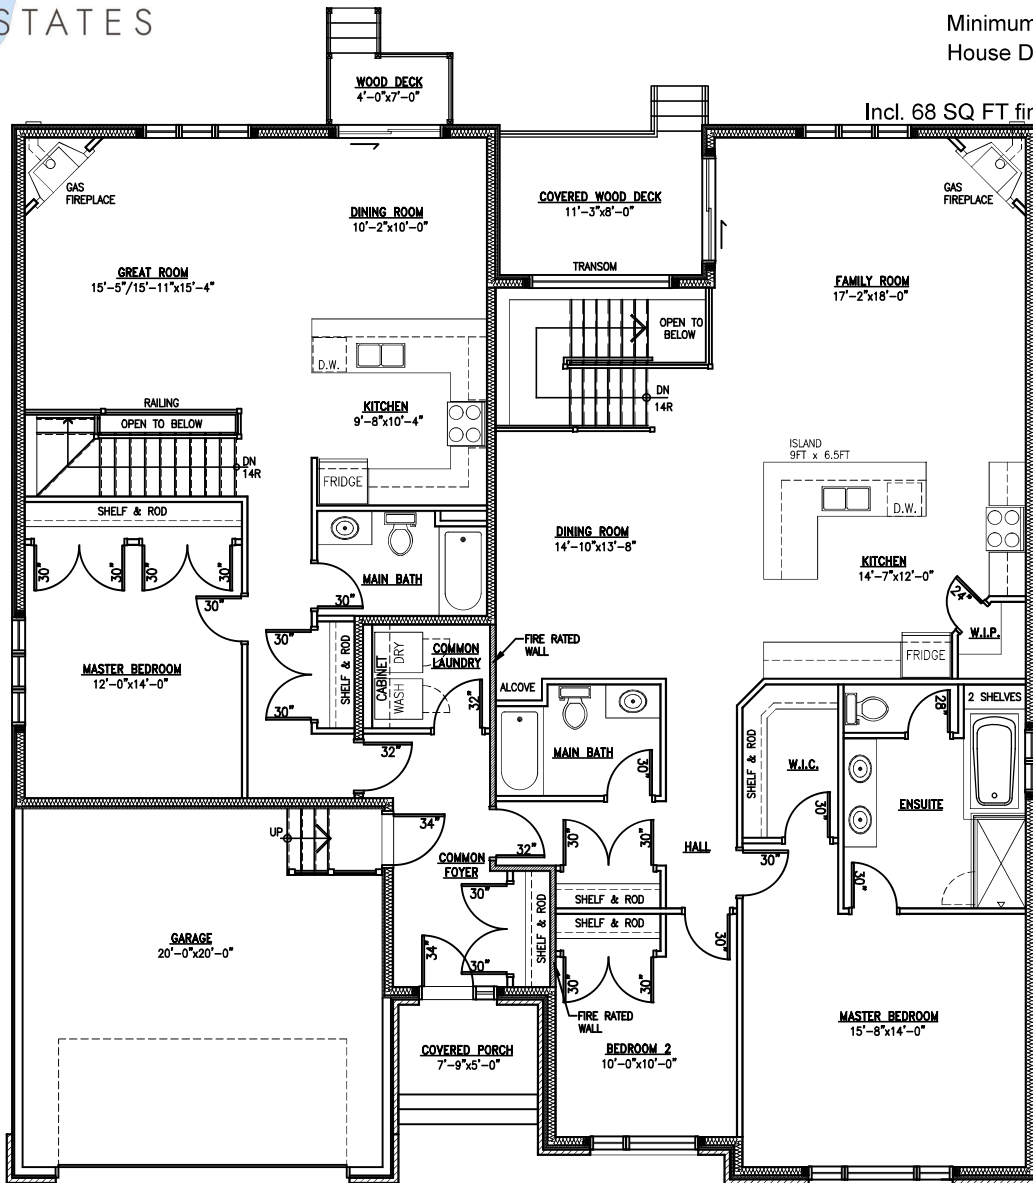 STATES
Minimum
House D
Incl. 68 SQ FT fin
WOOD DECK
4'-0"x7'-0"
GAS
FIREPLACE
DINING ROOM
10'-2"x10'-0"
COVERED WOOD DECK
11'-3"x8'-0"
TRANSOM
GAS
FIREPLACE
GREAT ROOM
15'-5"/15'-11"x15'-4"
FAMILY ROOM
17'-2"x18'-0"
OPEN TO
BELOW
D.W.
DN
14R
KITCHEN
9'-8"x10'-4"
RAILING
OPEN TO BELOW
DN
14R
FRIDGE
ISLAND
9FT x 6.5FT
D.W.
SHELF & ROD
DINING ROOM
14'-10"x13'-8"
KITCHEN
14'-7"x12'-0"
30"
30"
30"
30"
MAIN BATH
30"
30"
24"
W.I.P.
FRIDGE
MASTER BEDROOM
12'-0"x14'-0"
30"
30"
SHELF & ROD
CABINET
DRY
WASH
COMMON
LAUNDRY
32"
FIRE RATED
WALL
ALCOVE
MAIN BATH
30"
SHELF & ROD
W.I.C.
30"
28"
2 SHELVES
ENSUITE
32"
UP
34"
COMMON
FOYER
32"
30"
30"
HALL
30"
30"
SHELF & ROD
SHELF & ROD
30"
30"
34"
SHELF & ROD
30"
30"
30"
GARAGE
20'-0"x20'-0"
FIRE RATED
WALL
MASTER BEDROOM
15'-8"x14'-0"
COVERED PORCH
7'-9"x5'-0"
BEDROOM 2
10'-0"x10'-0"